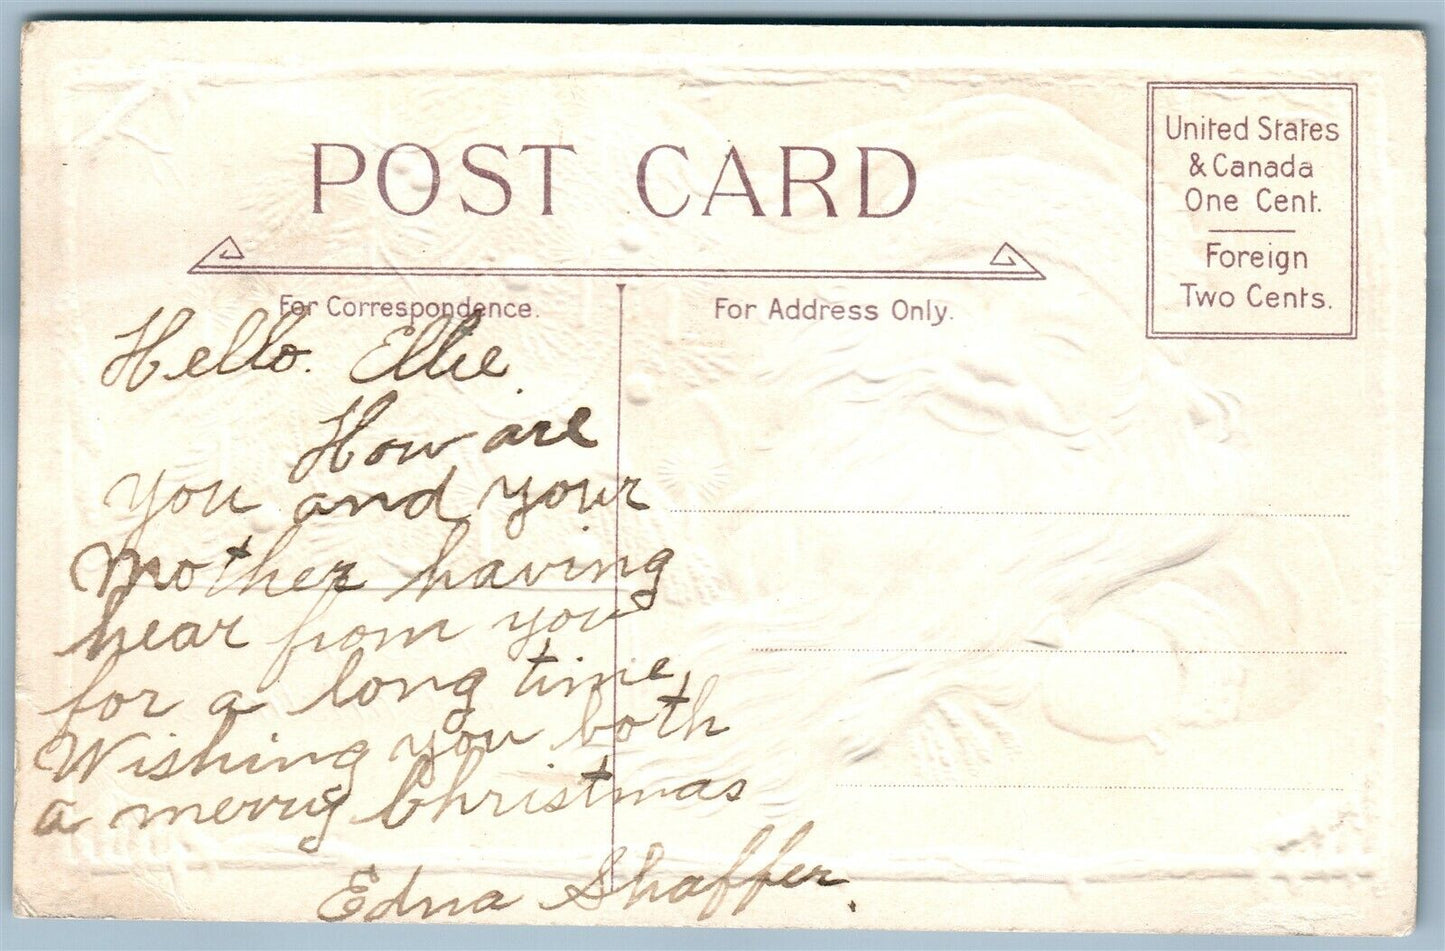 POST CARD
United States
& Canada
One Cent.
Foreign
Two Cents.
For Correspondence.
For Address Only.
Hello. Ellie.
How are
you and your
mother having
hear from you
for a long time,
Wishing you both
a merry Christmas
Edna Shaffer.